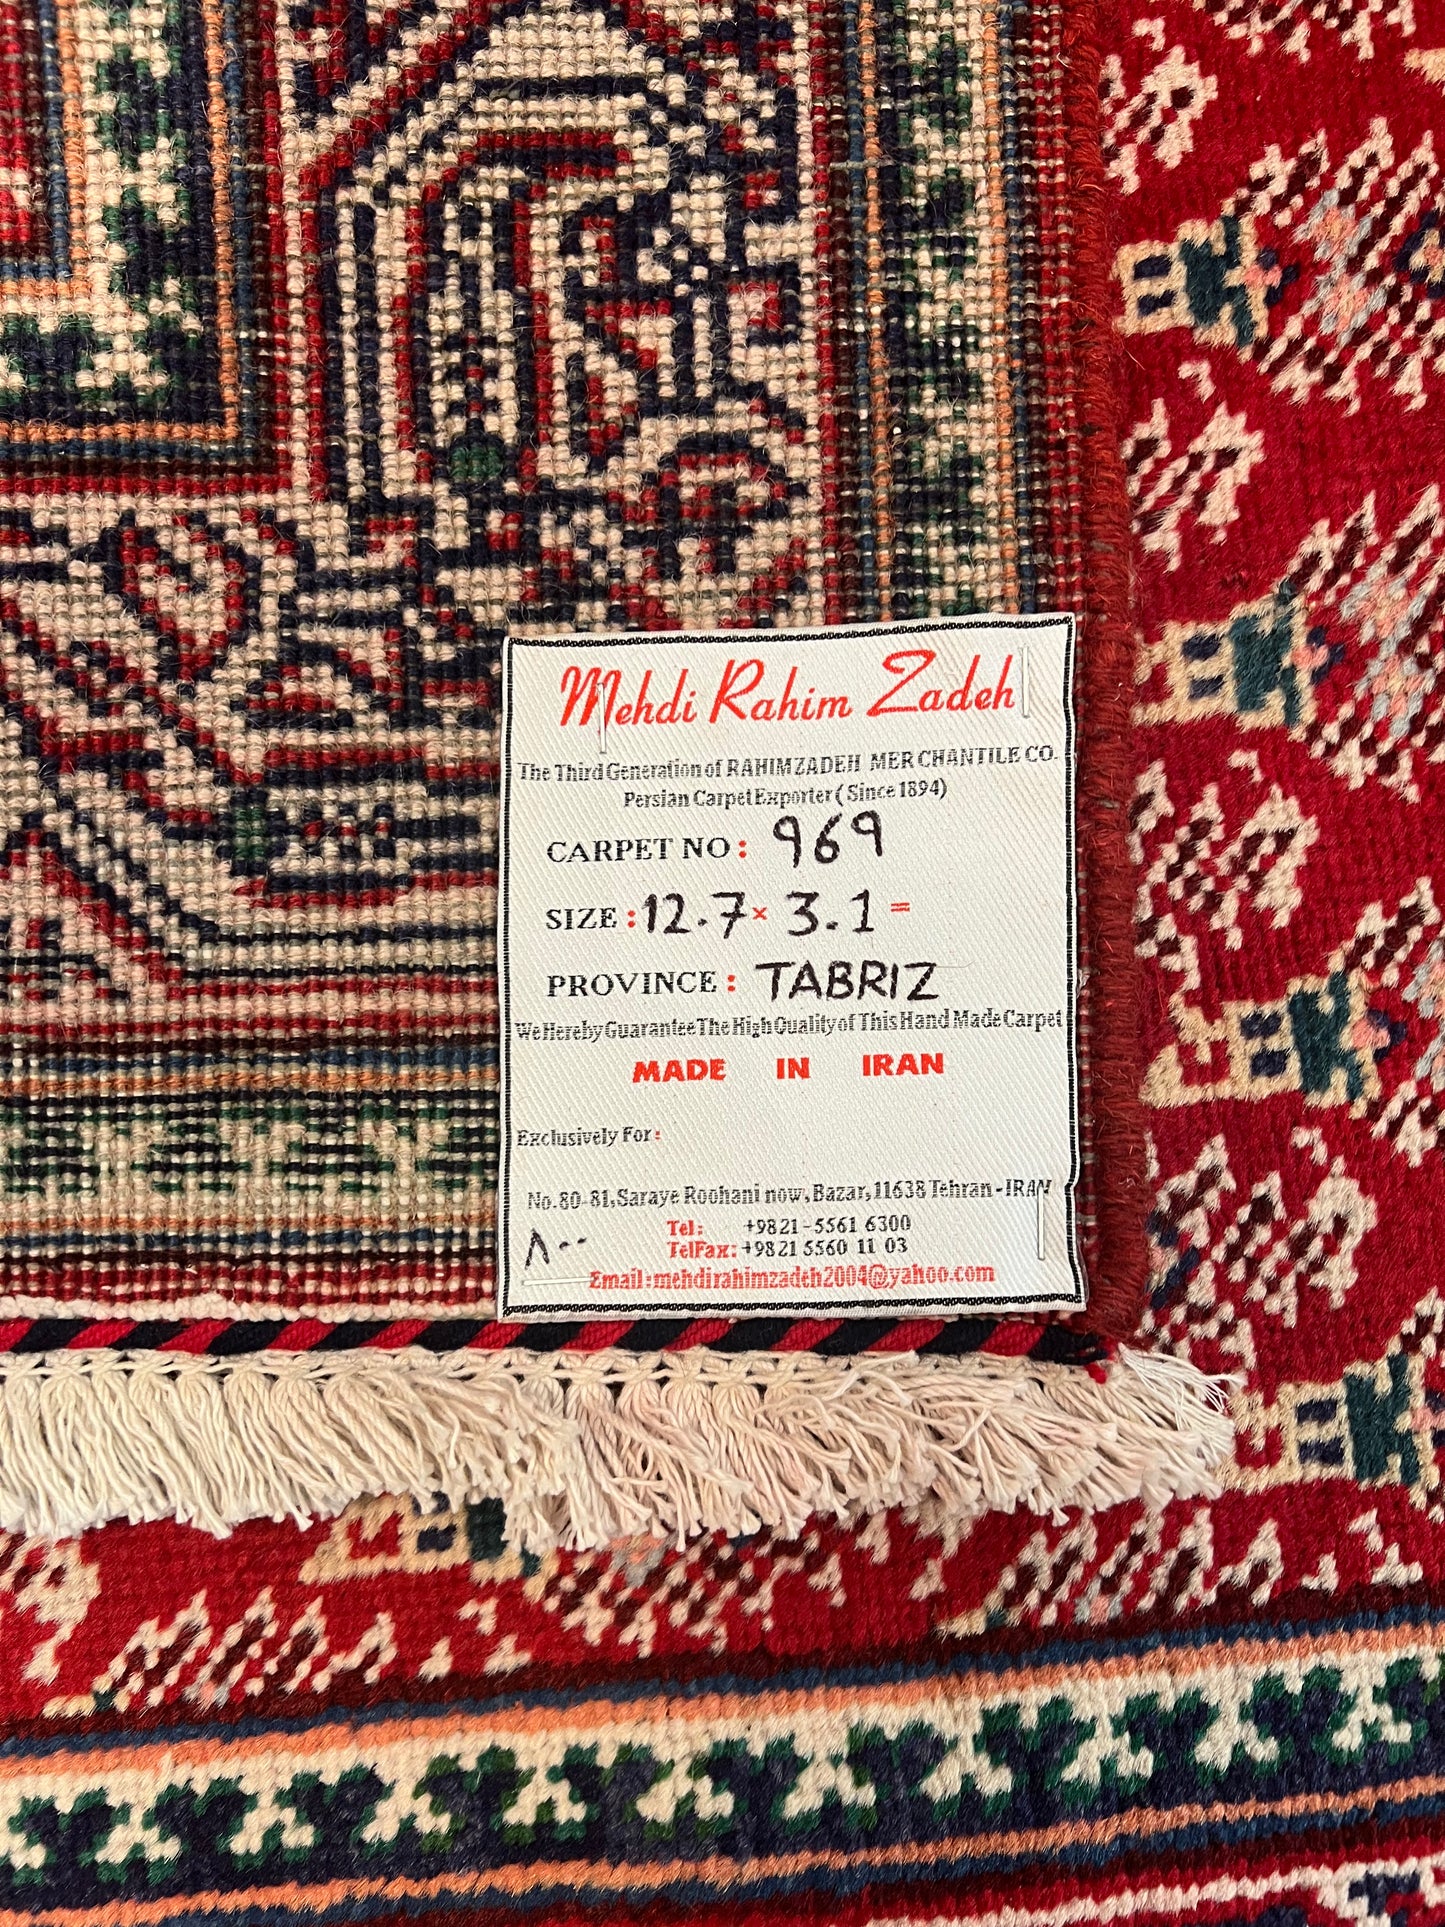 Mehdi Rahim Zadeh
The Third Generation of RAHIMZADEH MERCHANTILE CO.
Persian Carpet Exporter ( Since 1894)
CARPET NO : 969
SIZE : 12.7 x 3.1 =
PROVINCE : TABRIZ
We Hereby Guarantee The High Quality of This Hand Made Carpet
MADE IN IRAN
Exclusively For:
No.80-81,Saraye Roohani now, Bazar,11638 Tehran - IRAN
Tel: +9821-5561 6300
TelFax: +9821 5560 11 03
۸۰۰
Email:mehdirahimzadeh2004@yahoo.com